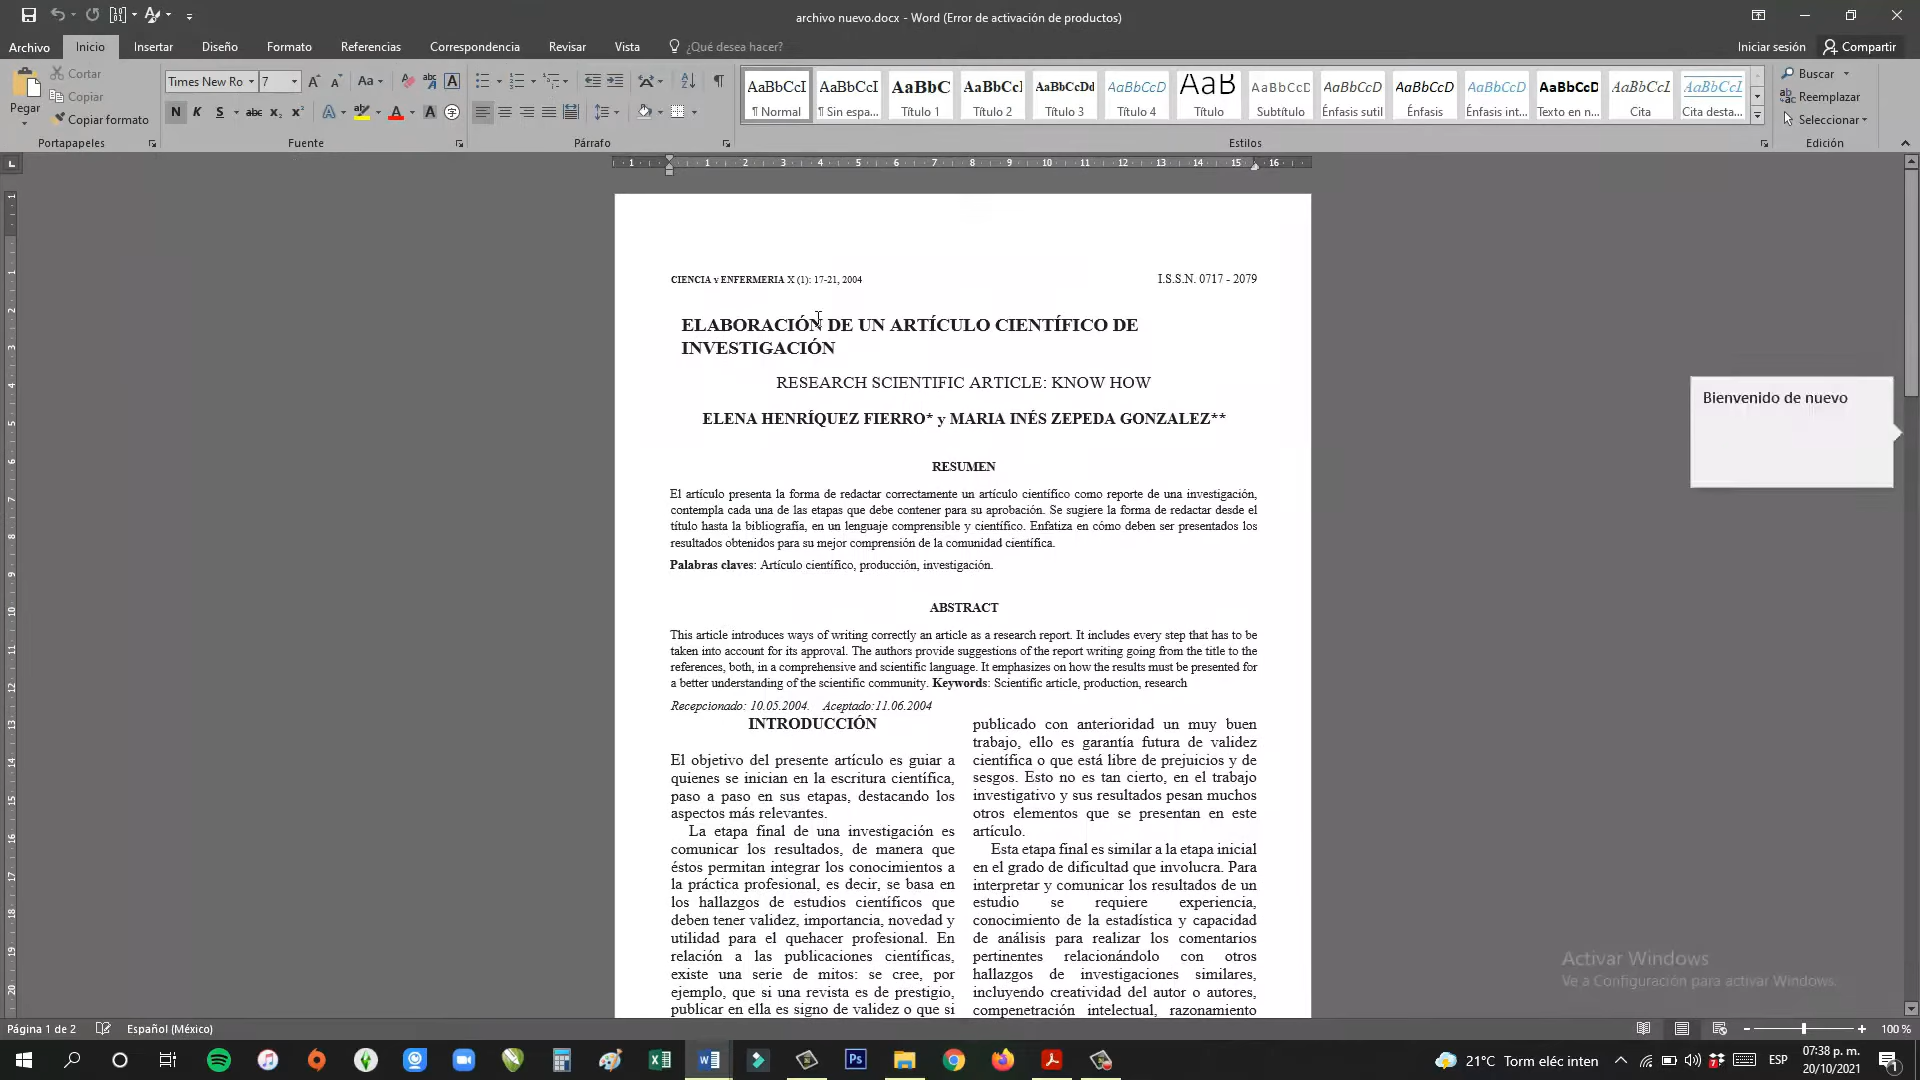 archivo nuevo.docx - Word (Error de activación de productos)
Archivo Inicio Insertar Diseño Formato Referencias Correspondencia Revisar Vista ¿Qué desea hacer? Iniciar sesión Compartir
Pegar
Cortar
Copiar
Copiar formato
Portapapeles
Times New Ro 7
Fuente
Párrafo
AaBbCcI AaBbCcI AaBbC AaBbCcI AaBbCcDd AaBbCcD AaB AaBbCcD AaBbCcD AaBbCcD AaBbCcD AaBbCcD AaBbCcI AaBbCcI
¶ Normal ¶ Sin espa... Título 1 Título 2 Título 3 Título 4 Título Subtítulo Énfasis sutil Énfasis Énfasis int... Texto en n... Cita Cita desta...
Estilos
Buscar
Reemplazar
Seleccionar
Edición
1 1 2 3 4 5 6 7 8 9 10 11 12 13 14 15 16
CIENCIA y ENFERMERIA X (1): 17-21, 2004 I.S.S.N. 0717 - 2079
ELABORACIÓN DE UN ARTÍCULO CIENTÍFICO DE
INVESTIGACIÓN
RESEARCH SCIENTIFIC ARTICLE: KNOW HOW
ELENA HENRÍQUEZ FIERRO* y MARIA INÉS ZEPEDA GONZALEZ**
RESUMEN
El artículo presenta la forma de redactar correctamente un artículo científico como reporte de una investigación,
contempla cada una de las etapas que debe contener para su aprobación. Se sugiere la forma de redactar desde el
título hasta la bibliografía, en un lenguaje comprensible y científico. Enfatiza en cómo deben ser presentados los
resultados obtenidos para su mejor comprensión de la comunidad científica.
Palabras claves: Artículo científico, producción, investigación.
ABSTRACT
This article introduces ways of writing correctly an article as a research report. It includes every step that has to be
taken into account for its approval. The authors provide suggestions of the report writing going from the title to the
references, both, in a comprehensive and scientific language. It emphasizes on how the results must be presented for
a better understanding of the scientific community. Keywords: Scientific article, production, research
Recepcionado: 10.05.2004. Aceptado:11.06.2004
INTRODUCCIÓN
El objetivo del presente artículo es guiar a
quienes se inician en la escritura científica,
paso a paso en sus etapas, destacando los
aspectos más relevantes.
La etapa final de una investigación es
comunicar los resultados, de manera que
éstos permitan integrar los conocimientos a
la práctica profesional, es decir, se basa en
los hallazgos de estudios científicos que
deben tener validez, importancia, novedad y
utilidad para el quehacer profesional. En
relación a las publicaciones científicas,
existe una serie de mitos: se cree, por
ejemplo, que si una revista es de prestigio,
publicar en ella es signo de validez o que si
publicado con anterioridad un muy buen
trabajo, ello es garantía futura de validez
científica o que está libre de prejuicios y de
sesgos. Esto no es tan cierto, en el trabajo
investigativo y sus resultados pesan muchos
otros elementos que se presentan en este
artículo.
Esta etapa final es similar a la etapa inicial
en el grado de dificultad que involucra. Para
interpretar y comunicar los resultados de un
estudio se requiere experiencia,
conocimiento de la estadística y capacidad
de análisis para realizar los comentarios
pertinentes relacionándolo con otros
hallazgos de investigaciones similares,
incluyendo creatividad del autor o autores,
compenetración intelectual, razonamiento
Bienvenido de nuevo
Activar Windows
Ve a Configuración para activar Windows.
Página 1 de 2 Español (México) 100 %
21°C Torm eléc inten ESP
07:38 p. m.
20/10/2021